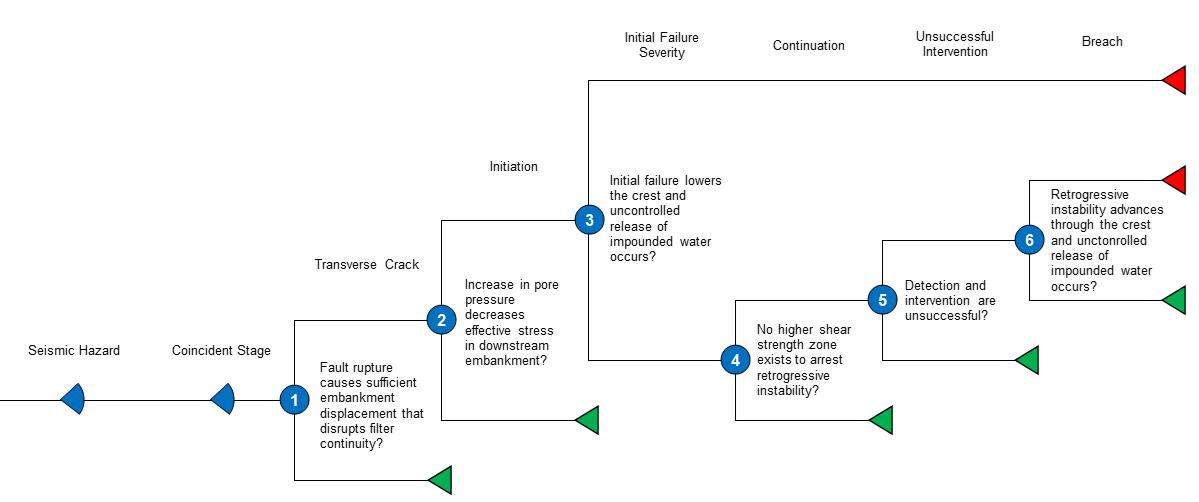 Initial Failure
Severity
Continuation
Unsuccessful
Intervention
Breach
Initiation
Initial failure lowers
the crest and
uncontrolled
release of
impounded water
occurs?
3
Retrogressive
instability advances
through the crest
and unctonrolled
release of
impounded water
occurs?
6
Transverse Crack
Increase in pore
pressure
decreases
effective stress
in downstream
embankment?
2
Detection and
intervention are
unsuccessful?
5
No higher shear
strength zone
exists to arrest
retrogressive
instability?
4
Seismic Hazard
Coincident Stage
Fault rupture
causes sufficient
embankment
displacement that
disrupts filter
continuity?
1